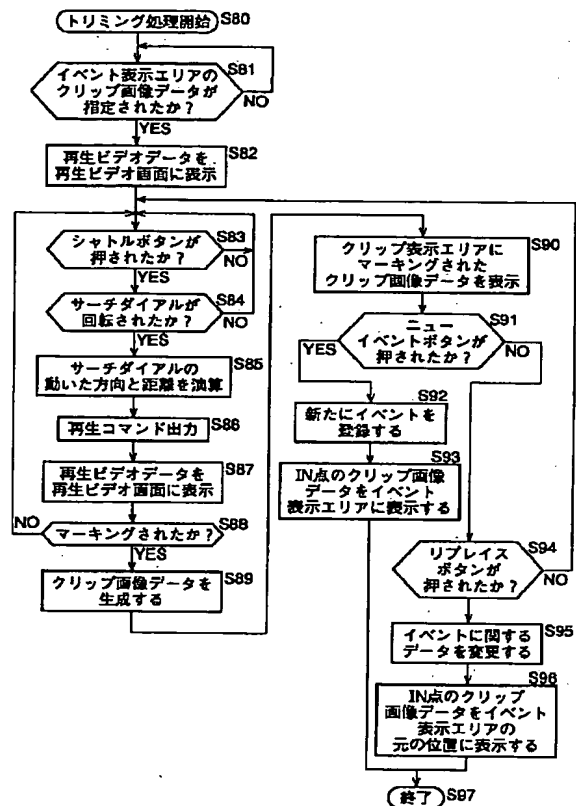 トリミング処理開始 S80
イベント表示エリアの S81
クリップ画像データが
指定されたか?
NO
YES
再生ビデオデータを S82
再生ビデオ画面に表示
シャトルボタンが S83
押されたか?
NO
YES
サーチダイアルが S84
回転されたか?
NO
YES
サーチダイアルの S85
動いた方向と距離を演算
再生コマンド出力 S86
再生ビデオデータを S87
再生ビデオ画面に表示
NO
マーキングされたか? S88
YES
クリップ画像データを S89
生成する
S90
クリップ表示エリアに
マーキングされた
クリップ画像データを表示
ニュー S91
イベントボタンが
押されたか?
YES
NO
S92
新たにイベントを
登録する
S93
IN点のクリップ画像
データをイベント
表示エリアに表示する
リプレイス S94
ボタンが
押されたか?
NO
YES
S95
イベントに関する
データを変更する
S96
IN点のクリップ
画像データをイベント
表示エリアの
元の位置に表示する
終了 S97